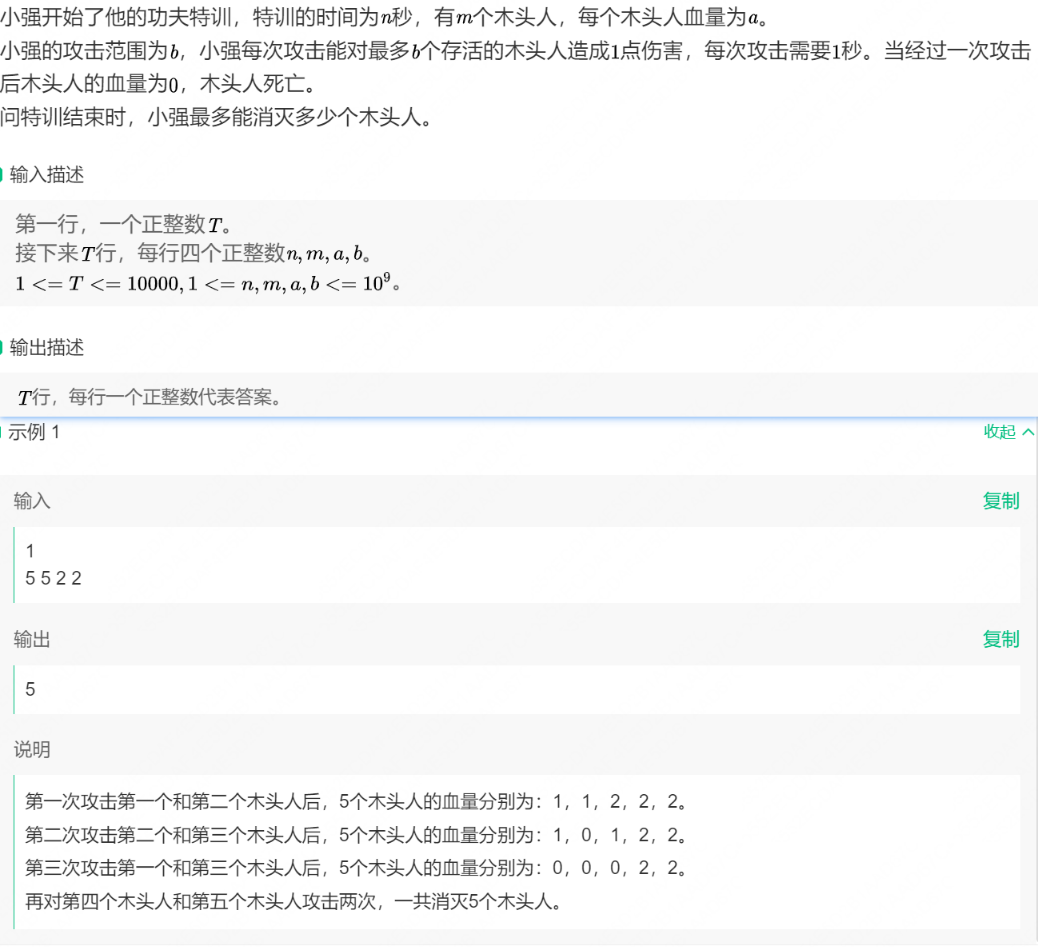 小强开始了他的功夫特训，特训的时间为n秒，有m个木头人，每个木头人血量为a。
小强的攻击范围为b，小强每次攻击能对最多b个存活的木头人造成1点伤害，每次攻击需要1秒。当经过一次攻击
后木头人的血量为0，木头人死亡。
问特训结束时，小强最多能消灭多少个木头人。
输入描述
第一行，一个正整数T。
接下来T行，每行四个正整数n, m, a, b。
1 <= T <= 10000, 1 <= n, m, a, b <= 10⁹。
输出描述
T行，每行一个正整数代表答案。
示例 1
收起
输入
复制
1
5 5 2 2
输出
复制
5
说明
第一次攻击第一个和第二个木头人后，5个木头人的血量分别为：1，1，2，2，2。
第二次攻击第二个和第三个木头人后，5个木头人的血量分别为：1，0，1，2，2。
第三次攻击第一个和第三个木头人后，5个木头人的血量分别为：0，0，0，2，2。
再对第四个木头人和第五个木头人攻击两次，一共消灭5个木头人。